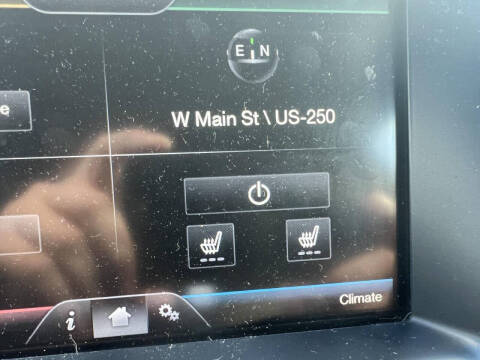 E N
e
W Main St \ US-250
i
Climate